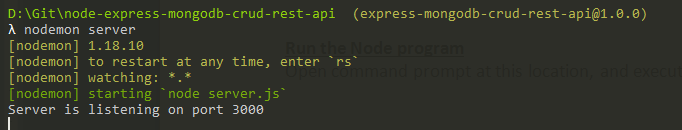 D:\Git\node-express-mongodb-crud-rest-api  (express-mongodb-crud-rest-api@1.0.0)
λ nodemon server
[nodemon] 1.18.10
Run the Node program
[nodemon] to restart at any time, enter `rs`
Open command prompt at this location, and execut
[nodemon] watching: *.*
[nodemon] starting `node server.js`
Server is listening on port 3000